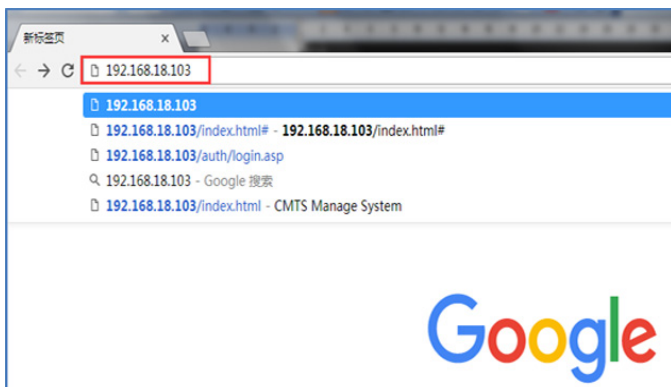 新标签页
192.168.18.103
192.168.18.103
192.168.18.103/index.html# - 192.168.18.103/index.html#
192.168.18.103/auth/login.asp
192.168.18.103 - Google 搜索
192.168.18.103/index.html - CMTS Manage System
Google